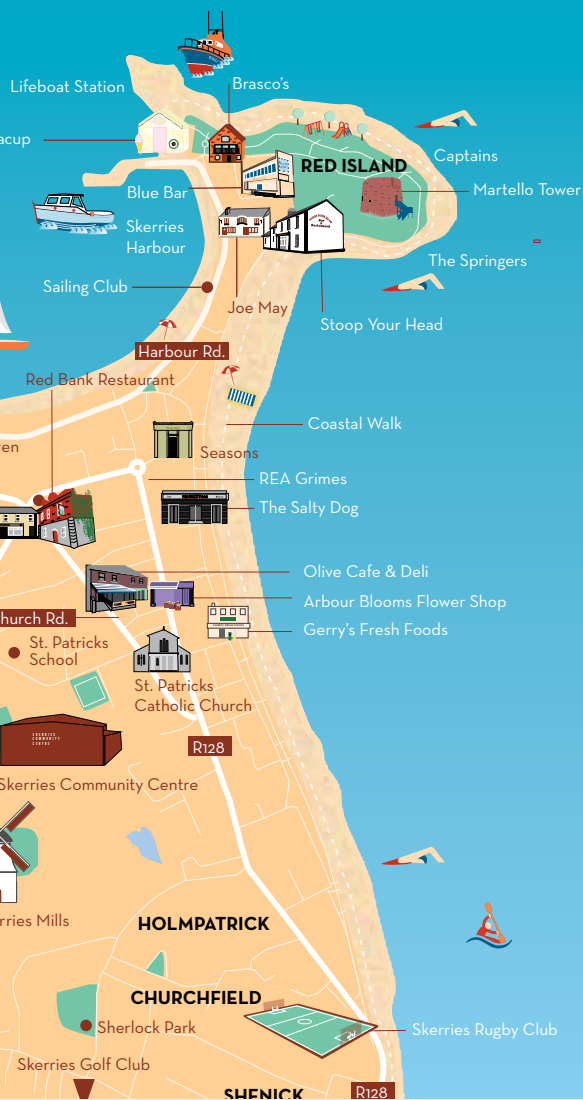 Lifeboat Station
Brasco's
acup
RED ISLAND
Captains
Blue Bar
Martello Tower
Skerries
Harbour
The Springers
Sailing Club
Joe May
Stoop Your Head
Harbour Rd.
Red Bank Restaurant
Coastal Walk
en
Seasons
REA Grimes
The Salty Dog
Olive Cafe & Deli
Arbour Blooms Flower Shop
hurch Rd.
Gerry's Fresh Foods
St. Patricks
School
St. Patricks
Catholic Church
SKERRIES
COMMUNITY
CENTRE
R128
Skerries Community Centre
rries Mills
HOLMPATRICK
CHURCHFIELD
Sherlock Park
Skerries Rugby Club
Skerries Golf Club
SHENICK
R128